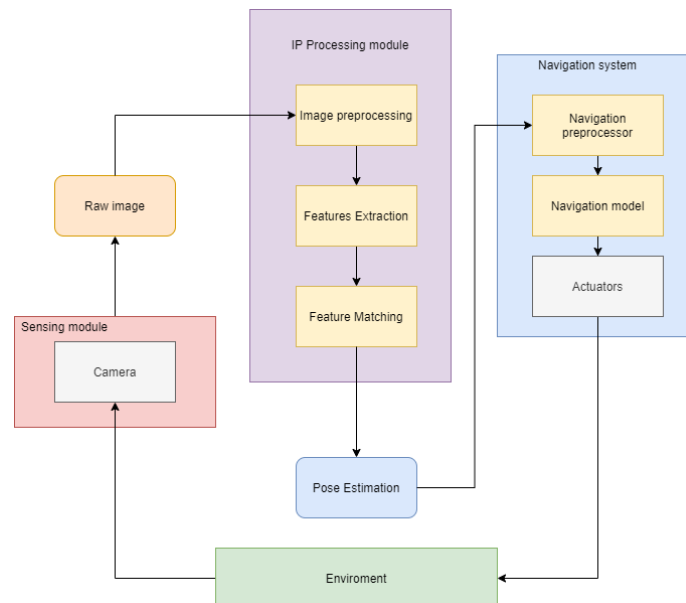 IP Processing module
Image preprocessing
Features Extraction
Feature Matching
Navigation system
Navigation
preprocessor
Navigation model
Actuators
Raw image
Sensing module
Camera
Pose Estimation
Enviroment